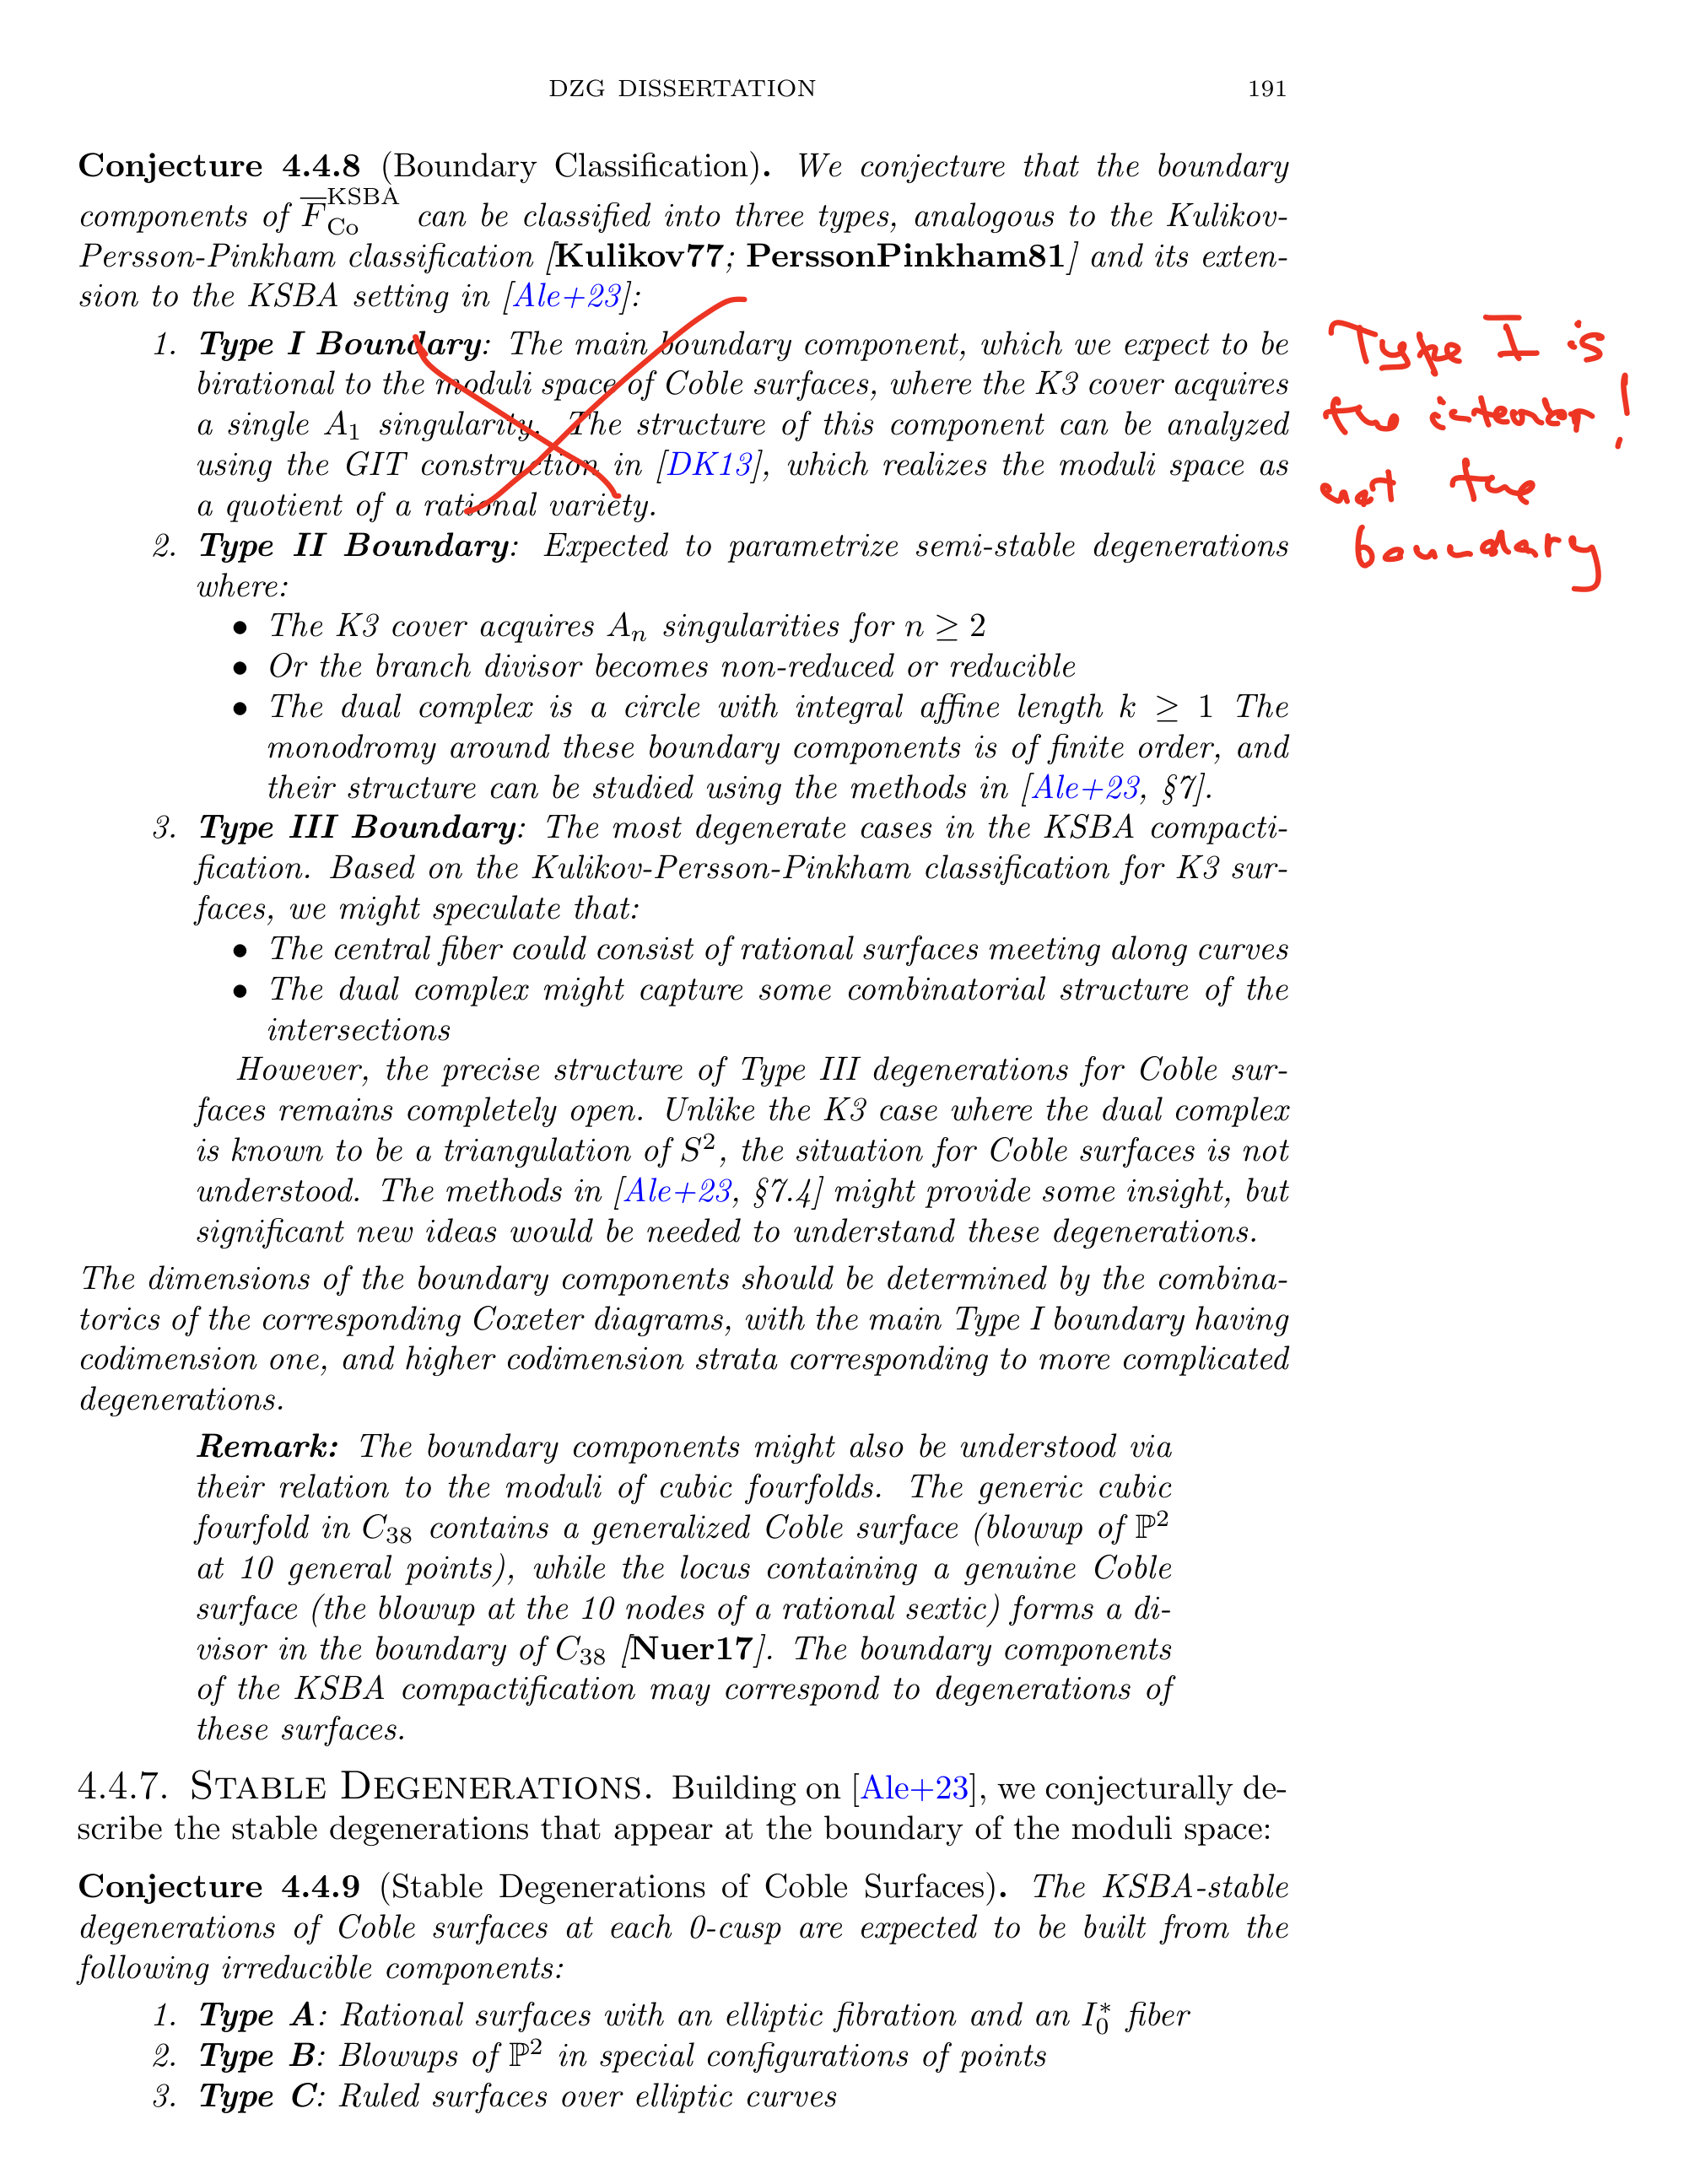 DZG DISSERTATION 191
Conjecture 4.4.8 (Boundary Classification). We conjecture that the boundary
components of F̅_Co^KSBA can be classified into three types, analogous to the Kulikov-
Persson-Pinkham classification [Kulikov77; PerssonPinkham81] and its exten-
sion to the KSBA setting in [Ale+23]:
1. Type I Boundary: The main boundary component, which we expect to be
birational to the moduli space of Coble surfaces, where the K3 cover acquires
a single A₁ singularity. The structure of this component can be analyzed
using the GIT construction in [DK13], which realizes the moduli space as
a quotient of a rational variety.
Type I is
the interior!
not the
boundary
2. Type II Boundary: Expected to parametrize semi-stable degenerations
where:
• The K3 cover acquires Aₙ singularities for n ≥ 2
• Or the branch divisor becomes non-reduced or reducible
• The dual complex is a circle with integral affine length k ≥ 1 The
monodromy around these boundary components is of finite order, and
their structure can be studied using the methods in [Ale+23, §7].
3. Type III Boundary: The most degenerate cases in the KSBA compacti-
fication. Based on the Kulikov-Persson-Pinkham classification for K3 sur-
faces, we might speculate that:
• The central fiber could consist of rational surfaces meeting along curves
• The dual complex might capture some combinatorial structure of the
intersections
However, the precise structure of Type III degenerations for Coble sur-
faces remains completely open. Unlike the K3 case where the dual complex
is known to be a triangulation of S², the situation for Coble surfaces is not
understood. The methods in [Ale+23, §7.4] might provide some insight, but
significant new ideas would be needed to understand these degenerations.
The dimensions of the boundary components should be determined by the combina-
torics of the corresponding Coxeter diagrams, with the main Type I boundary having
codimension one, and higher codimension strata corresponding to more complicated
degenerations.
Remark: The boundary components might also be understood via
their relation to the moduli of cubic fourfolds. The generic cubic
fourfold in C₃₈ contains a generalized Coble surface (blowup of ℙ²
at 10 general points), while the locus containing a genuine Coble
surface (the blowup at the 10 nodes of a rational sextic) forms a di-
visor in the boundary of C₃₈ [Nuer17]. The boundary components
of the KSBA compactification may correspond to degenerations of
these surfaces.
4.4.7. STABLE DEGENERATIONS. Building on [Ale+23], we conjecturally de-
scribe the stable degenerations that appear at the boundary of the moduli space:
Conjecture 4.4.9 (Stable Degenerations of Coble Surfaces). The KSBA-stable
degenerations of Coble surfaces at each 0-cusp are expected to be built from the
following irreducible components:
1. Type A: Rational surfaces with an elliptic fibration and an I₀* fiber
2. Type B: Blowups of ℙ² in special configurations of points
3. Type C: Ruled surfaces over elliptic curves